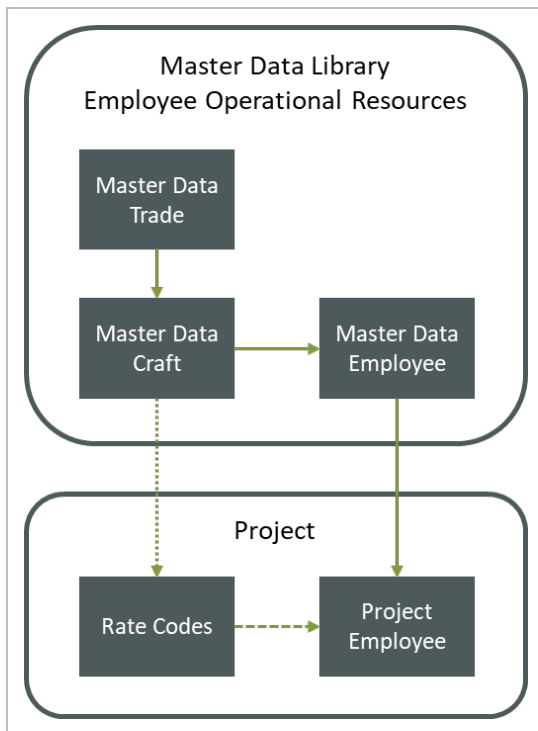 Master Data Library
Employee Operational Resources
Master Data
Trade
Master Data
Craft
Master Data
Employee
Project
Rate Codes
Project
Employee